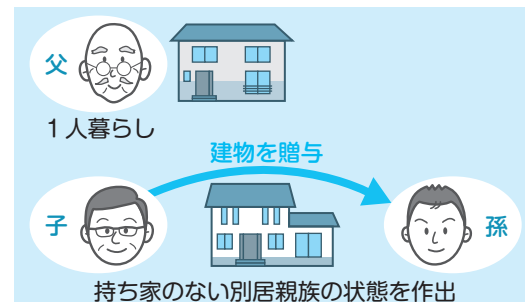 父
1人暮らし
建物を贈与
子
孫
持ち家のない別居親族の状態を作出